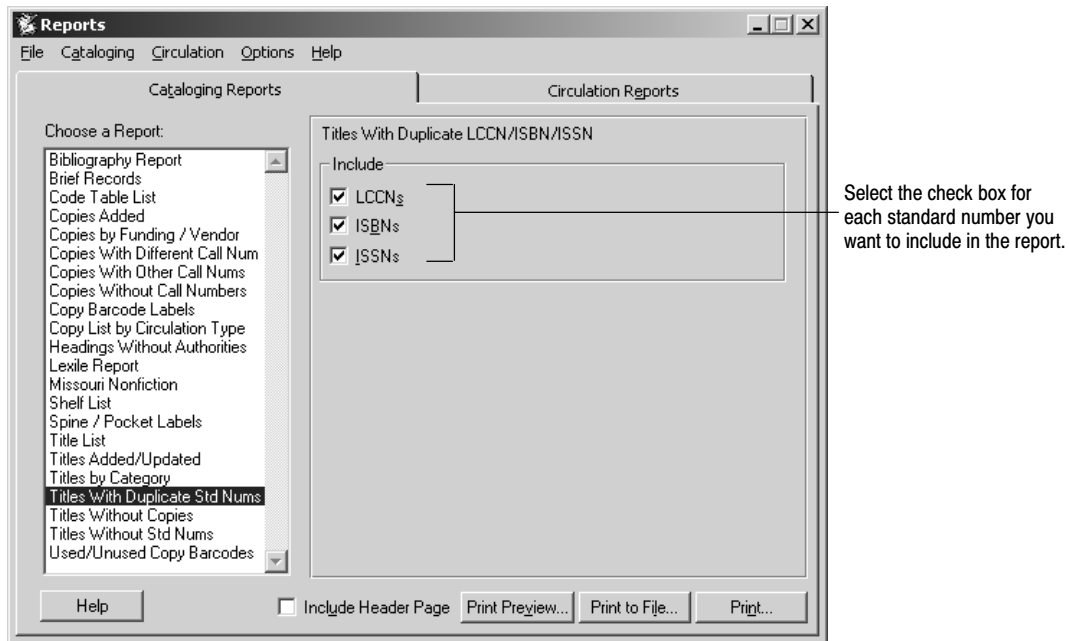 Reports
File Cataloging Circulation Options Help
Cataloging Reports
Circulation Reports
Choose a Report:
Bibliography Report
Brief Records
Code Table List
Copies Added
Copies by Funding / Vendor
Copies With Different Call Num
Copies With Other Call Nums
Copies Without Call Numbers
Copy Barcode Labels
Copy List by Circulation Type
Headings Without Authorities
Lexile Report
Missouri Nonfiction
Shelf List
Spine / Pocket Labels
Title List
Titles Added/Updated
Titles by Category
Titles With Duplicate Std Nums
Titles Without Copies
Titles Without Std Nums
Used/Unused Copy Barcodes
Titles With Duplicate LCCN/ISBN/ISSN
Include
LCCNs
ISBNs
ISSNs
Select the check box for
each standard number you
want to include in the report.
Help
Include Header Page
Print Preview...
Print to File...
Print...